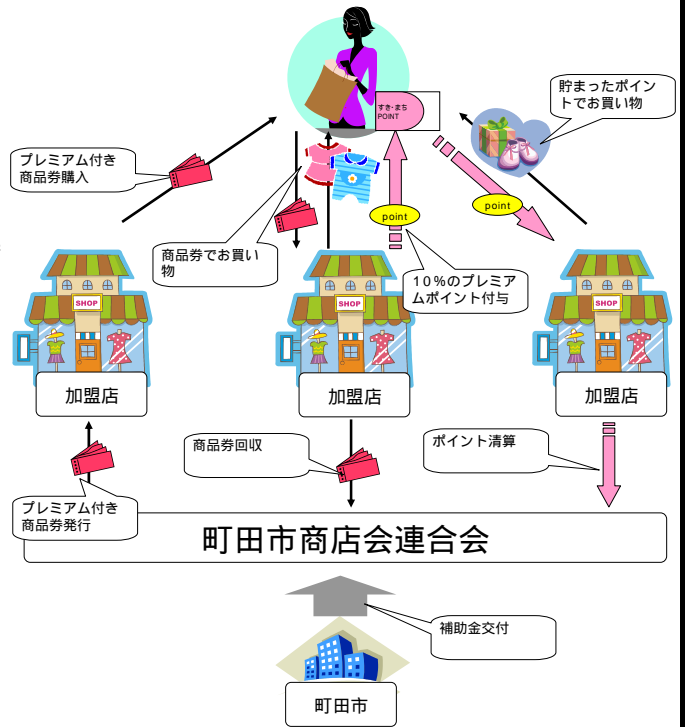 すき・まち
POINT
貯まったポイン
トでお買い物
プレミアム付き
商品券購入
point
point
商品券でお買い
物
10%のプレミア
ムポイント付与
SHOP
SHOP
SHOP
加盟店
加盟店
加盟店
商品券回収
ポイント清算
プレミアム付き
商品券発行
町田市商店会連合会
補助金交付
町田市